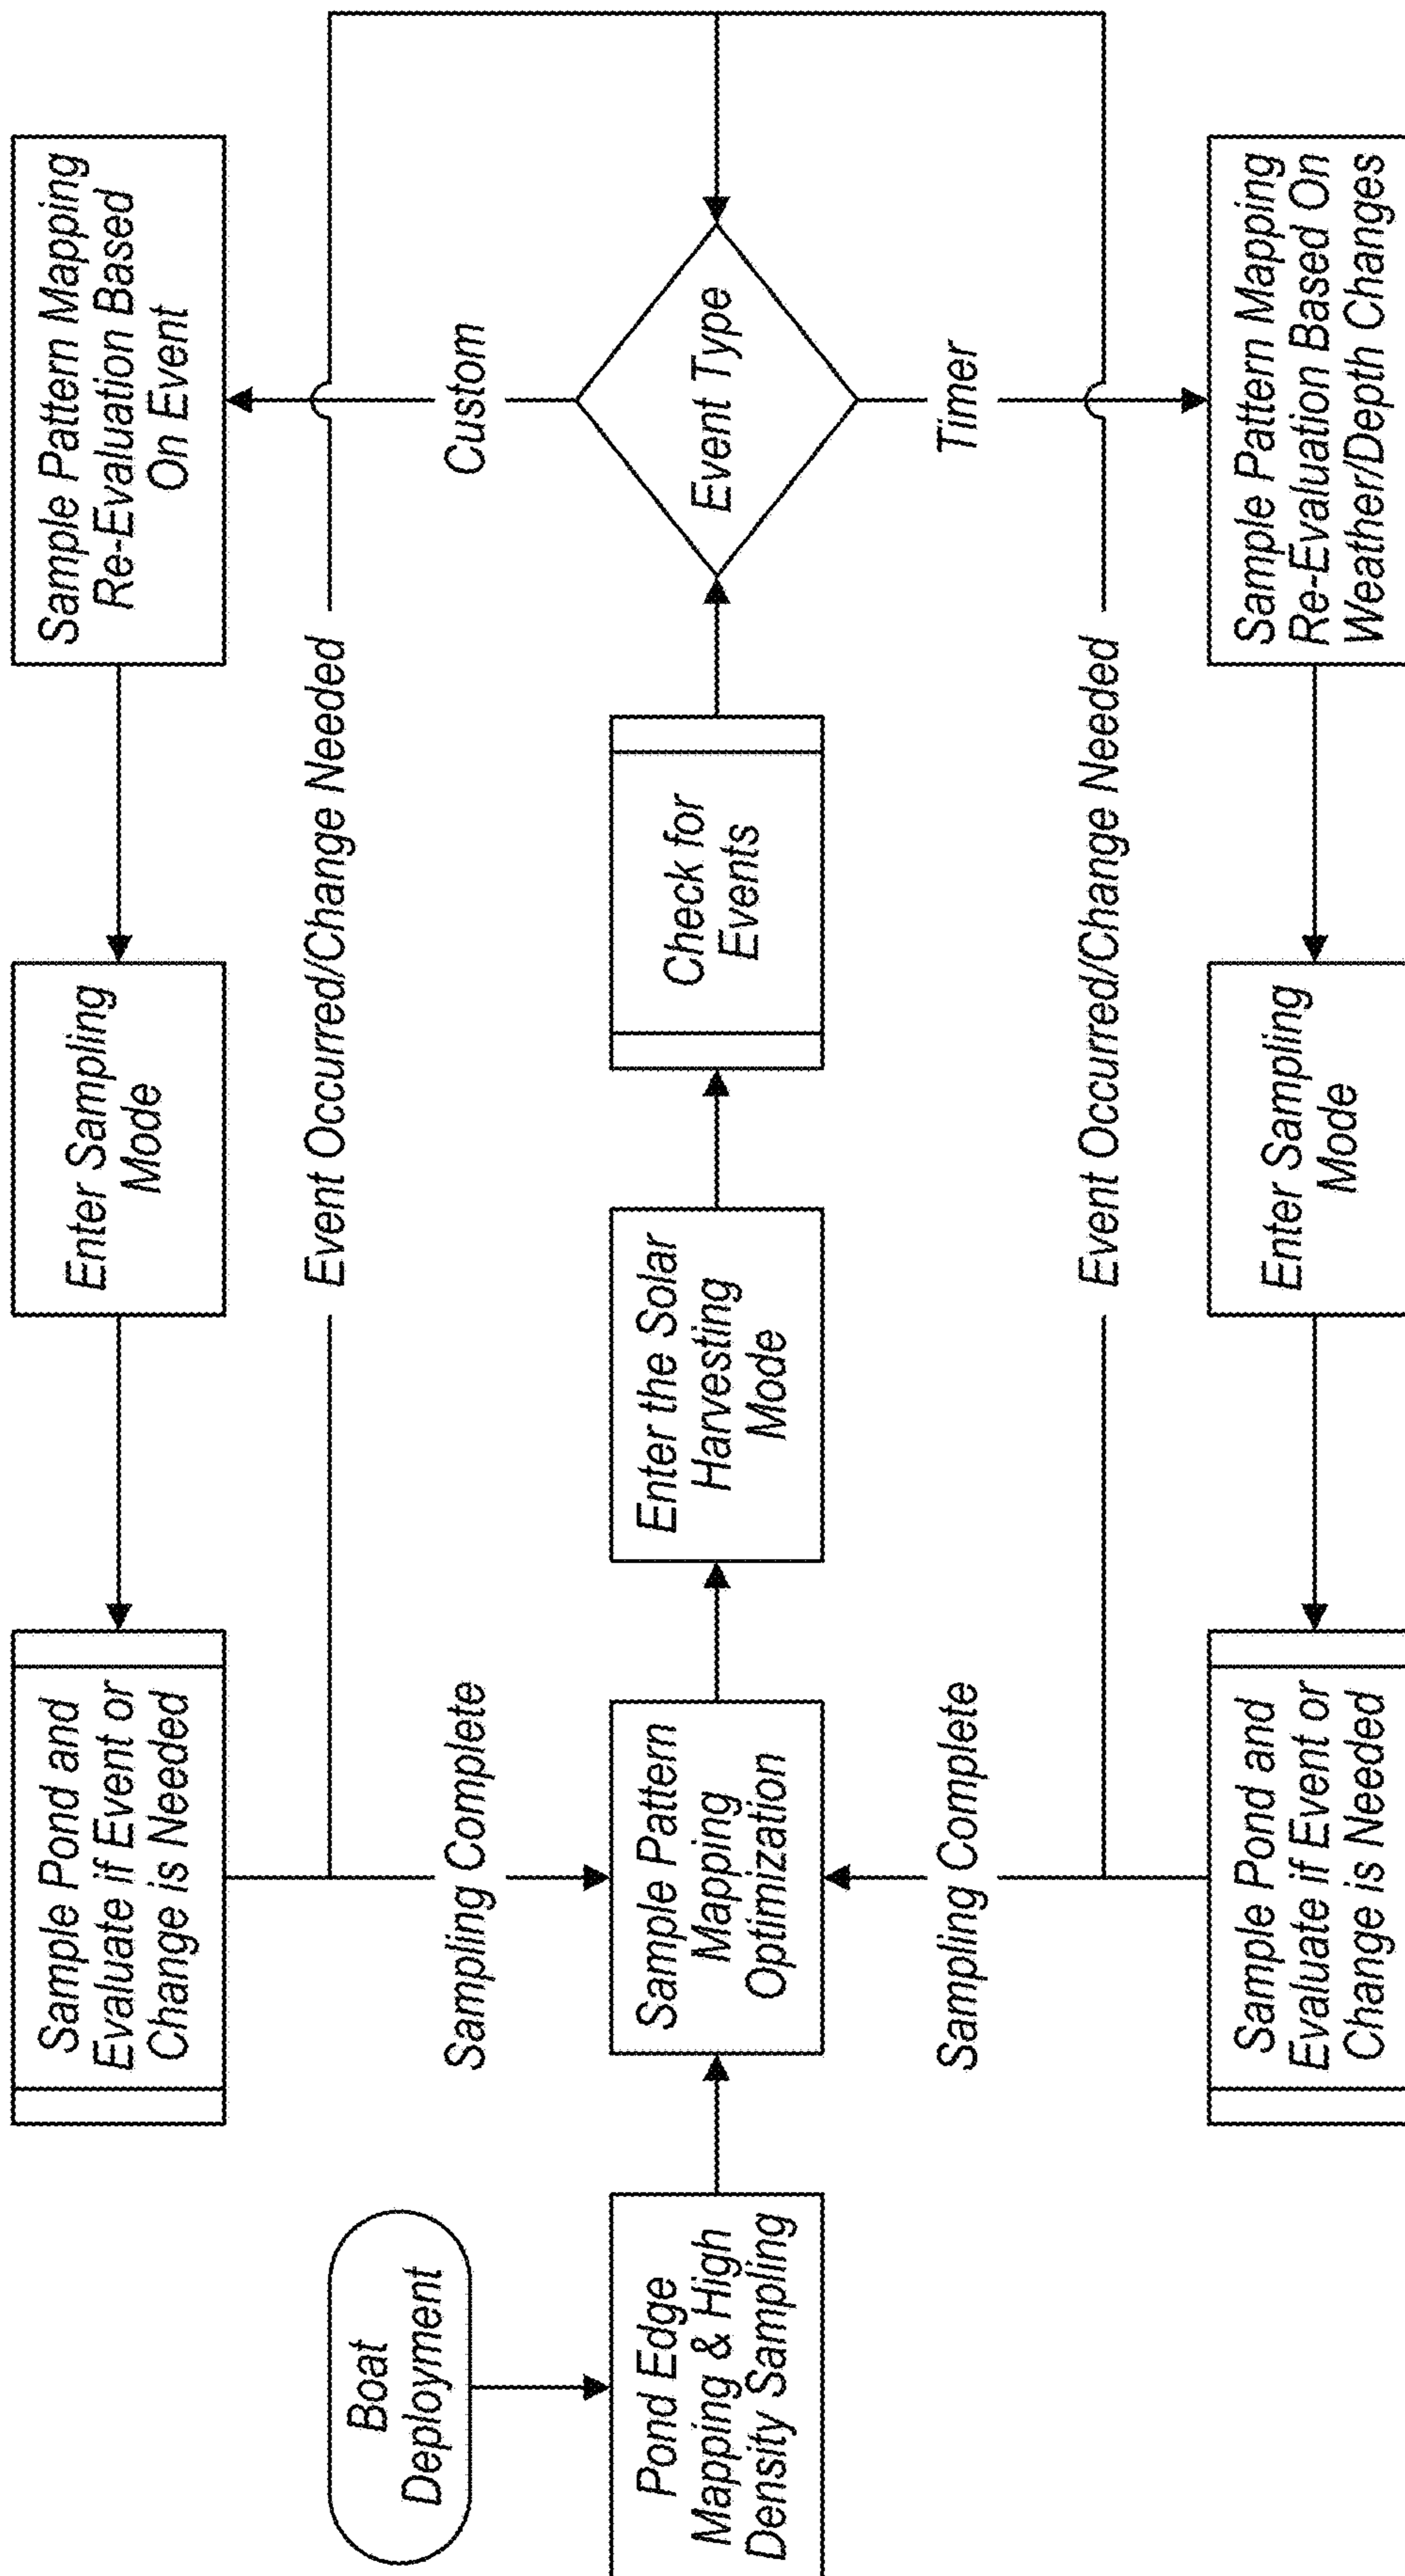 Boat
Deployment
Pond Edge
Mapping & High
Density Sampling
Sample Pattern
Mapping
Optimization
Enter the Solar
Harvesting
Mode
Check for
Events
Event Type
Custom
Sample Pattern Mapping
Re-Evaluation Based
On Event
Enter Sampling
Mode
Sample Pond and
Evaluate if Event or
Change is Needed
Sampling Complete
Event Occurred/Change Needed
Timer
Sample Pattern Mapping
Re-Evaluation Based On
Weather/Depth Changes
Enter Sampling
Mode
Sample Pond and
Evaluate if Event or
Change is Needed
Sampling Complete
Event Occurred/Change Needed